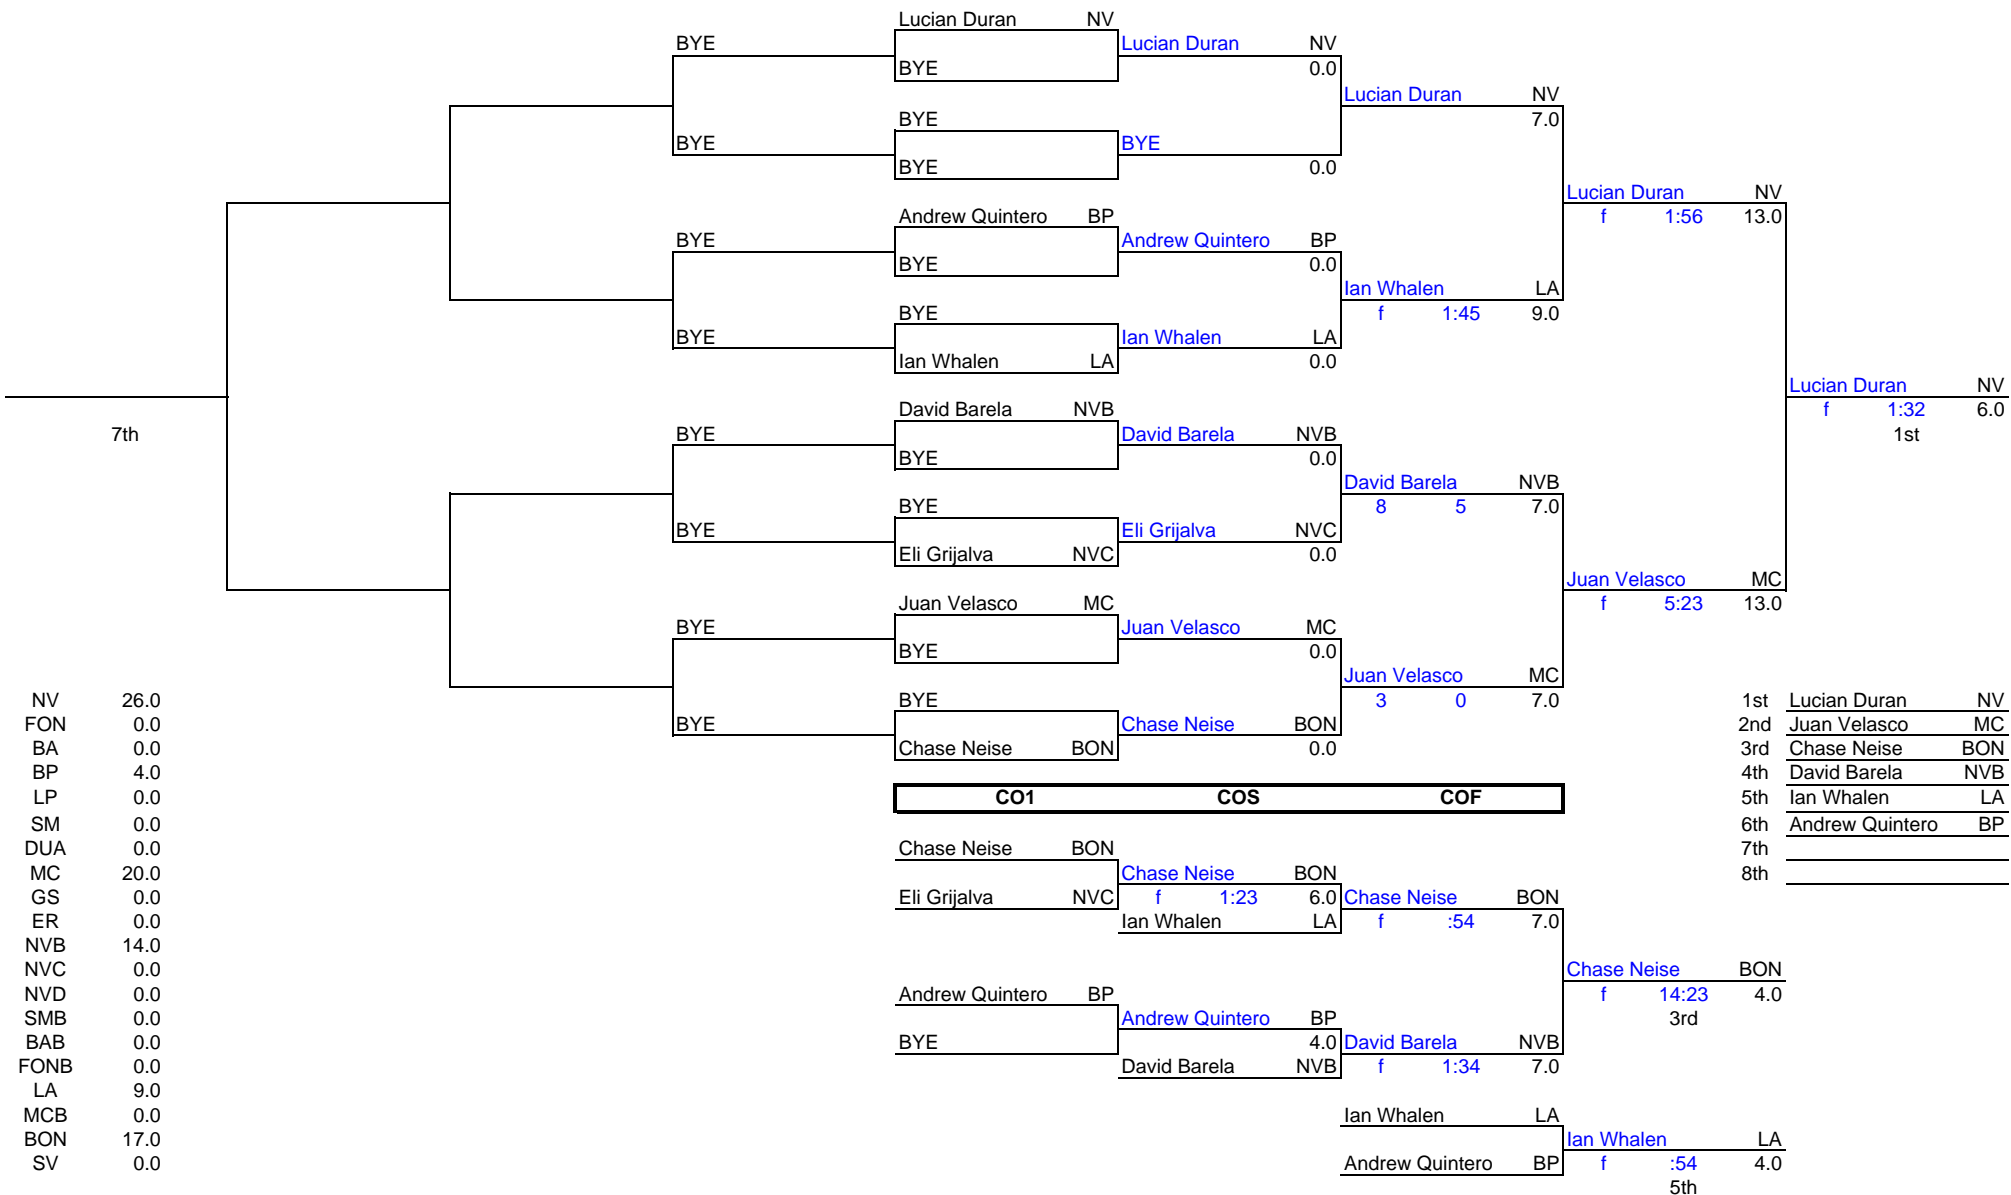 Lucian Duran NV
BYE Lucian Duran NV
BYE 0.0
Lucian Duran NV
BYE 7.0
BYE BYE
BYE 0.0
Lucian Duran NV
Andrew Quintero BP f 1:56 13.0
BYE Andrew Quintero BP
BYE 0.0
Ian Whalen LA
BYE f 1:45 9.0
BYE Ian Whalen LA
Ian Whalen LA 0.0
Lucian Duran NV
David Barela NVB f 1:32 6.0
7th BYE David Barela NVB 1st
BYE 0.0
David Barela NVB
BYE 8 5 7.0
BYE Eli Grijalva NVC
Eli Grijalva NVC 0.0
Juan Velasco MC
Juan Velasco MC f 5:23 13.0
BYE Juan Velasco MC
BYE 0.0
Juan Velasco MC
NV 26.0 BYE 3 0 7.0 1st Lucian Duran NV
FON 0.0 BYE Chase Neise BON 2nd Juan Velasco MC
BA 0.0 Chase Neise BON 0.0 3rd Chase Neise BON
BP 4.0 4th David Barela NVB
LP 0.0 CO1 COS COF 5th Ian Whalen LA
SM 0.0 6th Andrew Quintero BP
DUA 0.0 Chase Neise BON 7th
MC 20.0 Chase Neise BON 8th
GS 0.0 Eli Grijalva NVC f 1:23 6.0 Chase Neise BON
ER 0.0 Ian Whalen LA f :54 7.0
NVB 14.0
NVC 0.0 Chase Neise BON
NVD 0.0 Andrew Quintero BP f 14:23 4.0
SMB 0.0 Andrew Quintero BP 3rd
BAB 0.0 BYE 4.0 David Barela NVB
FONB 0.0 David Barela NVB f 1:34 7.0
LA 9.0
MCB 0.0 Ian Whalen LA
BON 17.0 Ian Whalen LA
SV 0.0 Andrew Quintero BP f :54 4.0
5th